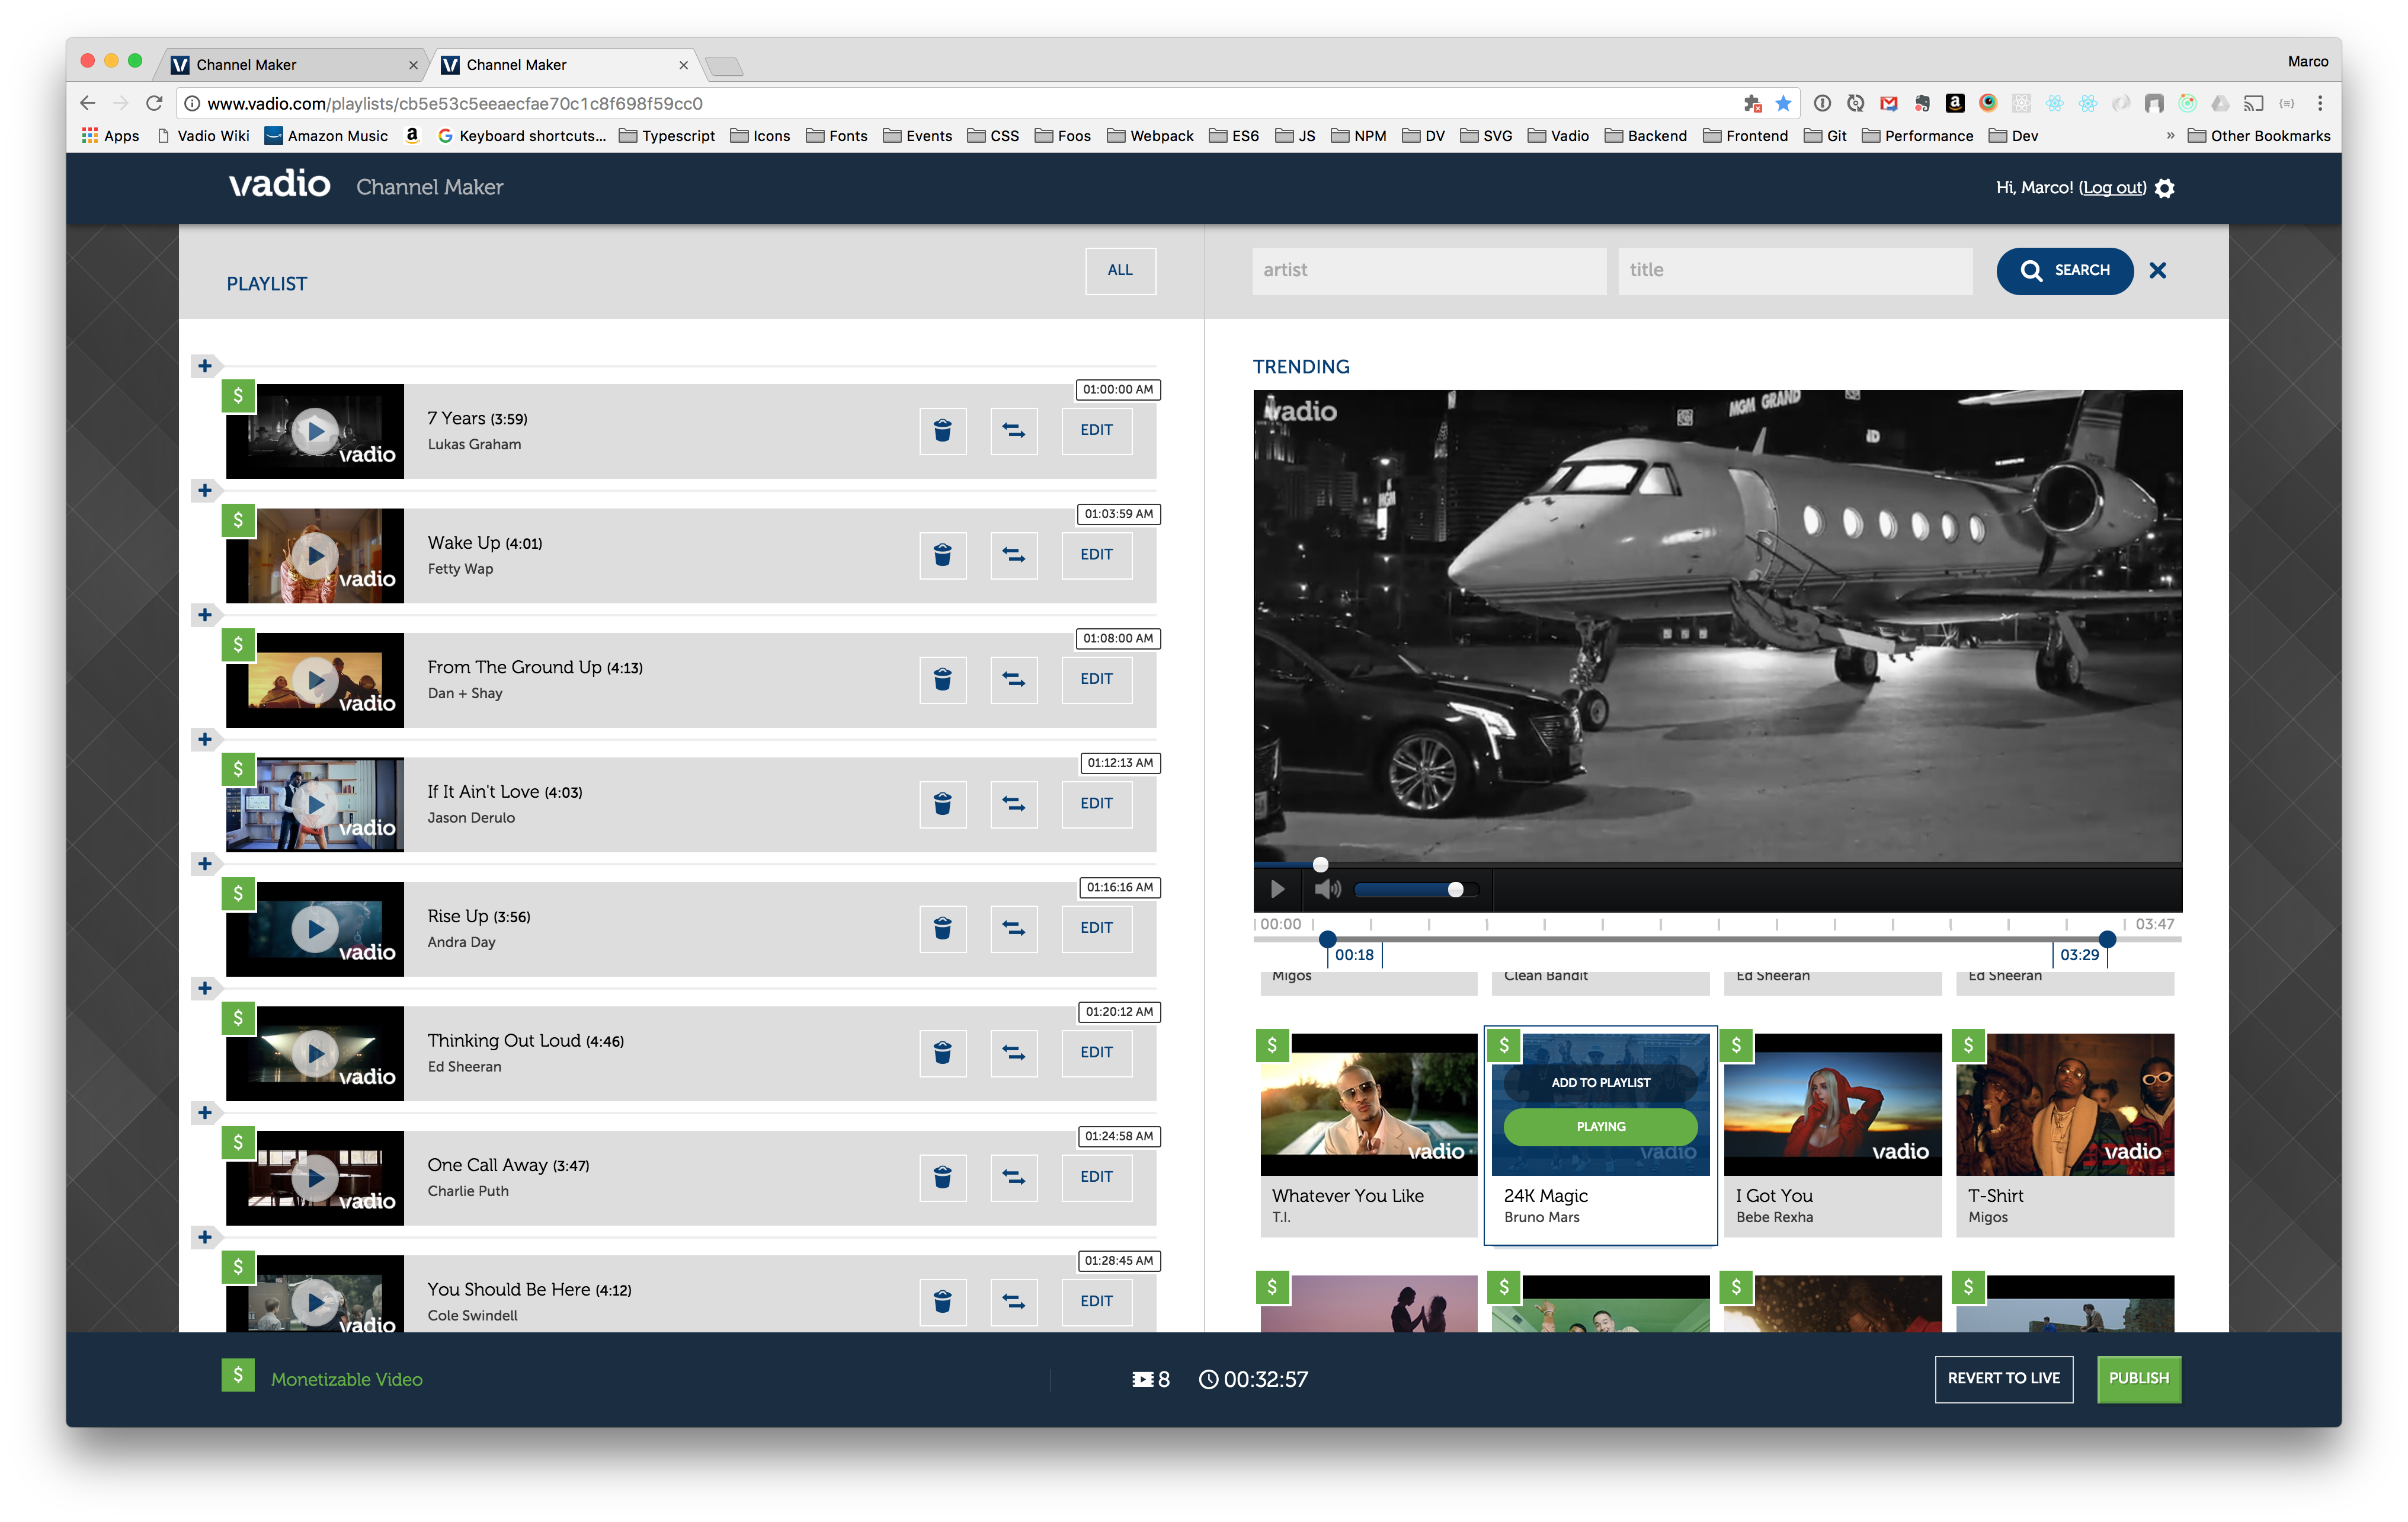 Channel Maker
Channel Maker
Marco
www.vadio.com/playlists/cb5e53c5eeaecfae70c1c8f698f59cc0
Apps Vadio Wiki Amazon Music Keyboard shortcuts... Typescript Icons Fonts Events CSS Foos Webpack ES6 JS NPM DV SVG Vadio Backend Frontend Git Performance Dev » Other Bookmarks
vadio Channel Maker
Hi, Marco! (Log out)
PLAYLIST
ALL
01:00:00 AM
$
7 Years (3:59)
Lukas Graham
EDIT
vadio
01:03:59 AM
$
Wake Up (4:01)
Fetty Wap
EDIT
vadio
01:08:00 AM
$
From The Ground Up (4:13)
Dan + Shay
EDIT
vadio
01:12:13 AM
$
If It Ain't Love (4:03)
Jason Derulo
EDIT
vadio
01:16:16 AM
$
Rise Up (3:56)
Andra Day
EDIT
vadio
01:20:12 AM
$
Thinking Out Loud (4:46)
Ed Sheeran
EDIT
vadio
01:24:58 AM
$
One Call Away (3:47)
Charlie Puth
EDIT
vadio
01:28:45 AM
$
You Should Be Here (4:12)
Cole Swindell
EDIT
vadio
artist
title
SEARCH
TRENDING
vadio
MGM GRAND
MGM
00:00
03:47
00:18
03:29
Migos
Clean Bandit
Ed Sheeran
Ed Sheeran
$
vadio
Whatever You Like
T.I.
$
ADD TO PLAYLIST
PLAYING
vadio
24K Magic
Bruno Mars
$
vadio
I Got You
Bebe Rexha
$
vadio
T-Shirt
Migos
$
$
$
$
$ Monetizable Video
8
00:32:57
REVERT TO LIVE
PUBLISH